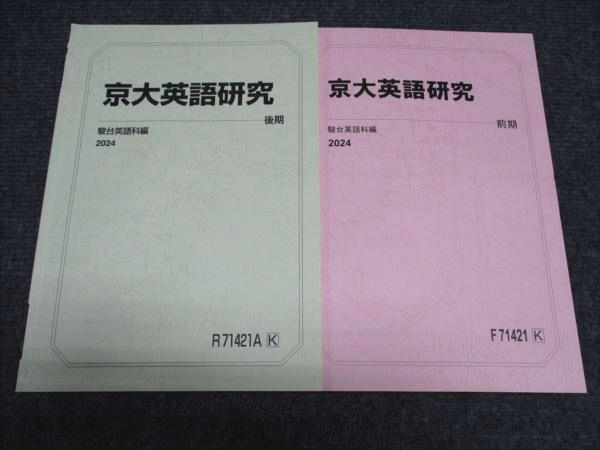 京大英語研究
後期
駿台英語科編
2024
R71421A K
京大英語研究
前期
駿台英語科編
2024
F71421 K